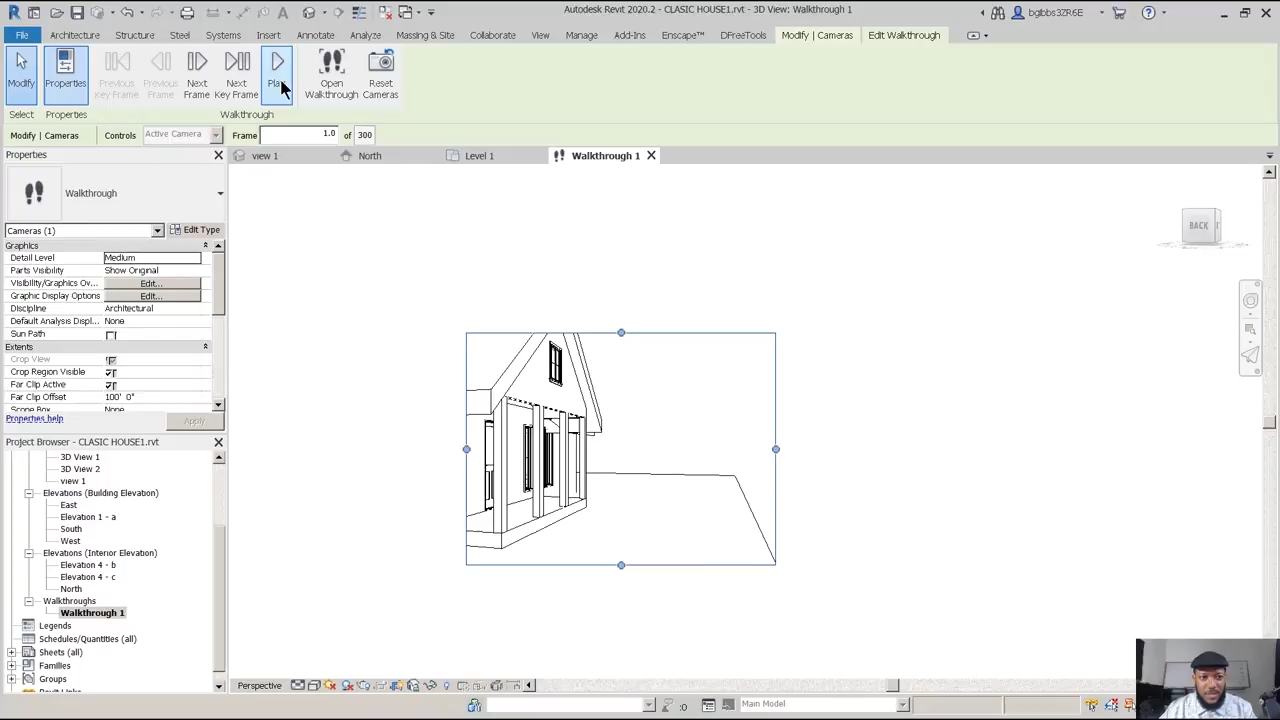 Autodesk Revit 2020.2 - CLASIC HOUSE1.rvt - 3D View: Walkthrough 1
bgibbs3ZR6E
File Architecture Structure Steel Systems Insert Annotate Analyze Massing & Site Collaborate View Manage Add-Ins Enscape™ DFreeTools Modify | Cameras Edit Walkthrough
Modify
Properties
Previous Key Frame
Previous Frame
Next Frame
Next Key Frame
Open Walkthrough
Reset Cameras
Select Properties Walkthrough
Modify | Cameras Controls Active Camera Frame 1.0 of 300
Properties
view 1 North Level 1 Walkthrough 1
Walkthrough
Cameras (1) Edit Type
Graphics
Detail Level Medium
Parts Visibility Show Original
Visibility/Graphics Ov... Edit...
Graphic Display Options Edit...
Discipline Architectural
Default Analysis Displ... None
Sun Path
Extents
Crop View
Crop Region Visible
Far Clip Active
Far Clip Offset 100' 0"
Scope Box None
Properties help Apply
BACK
Project Browser - CLASIC HOUSE1.rvt
3D View 1
3D View 2
view 1
Elevations (Building Elevation)
East
Elevation 1 - a
South
West
Elevations (Interior Elevation)
Elevation 4 - b
Elevation 4 - c
North
Walkthroughs
Walkthrough 1
Legends
Schedules/Quantities (all)
Sheets (all)
Families
Groups
Revit Links
Perspective
:0 Main Model